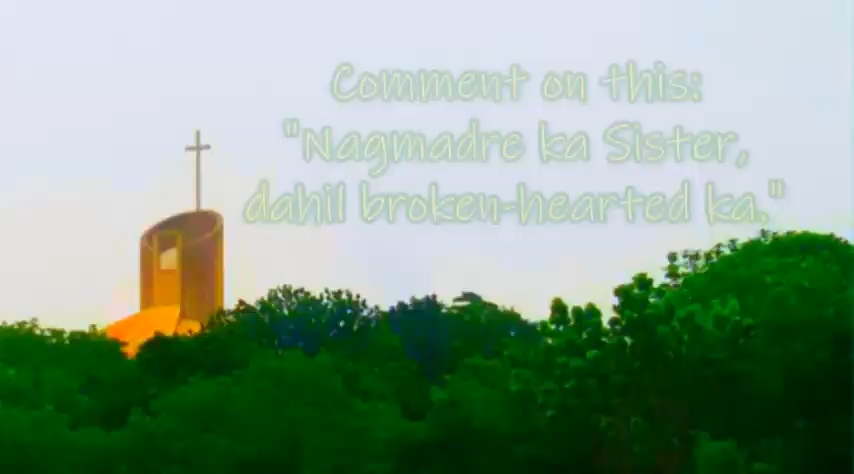 Comment on this:
"Nagmadre ka Sister,
dahil broken-hearted ka."